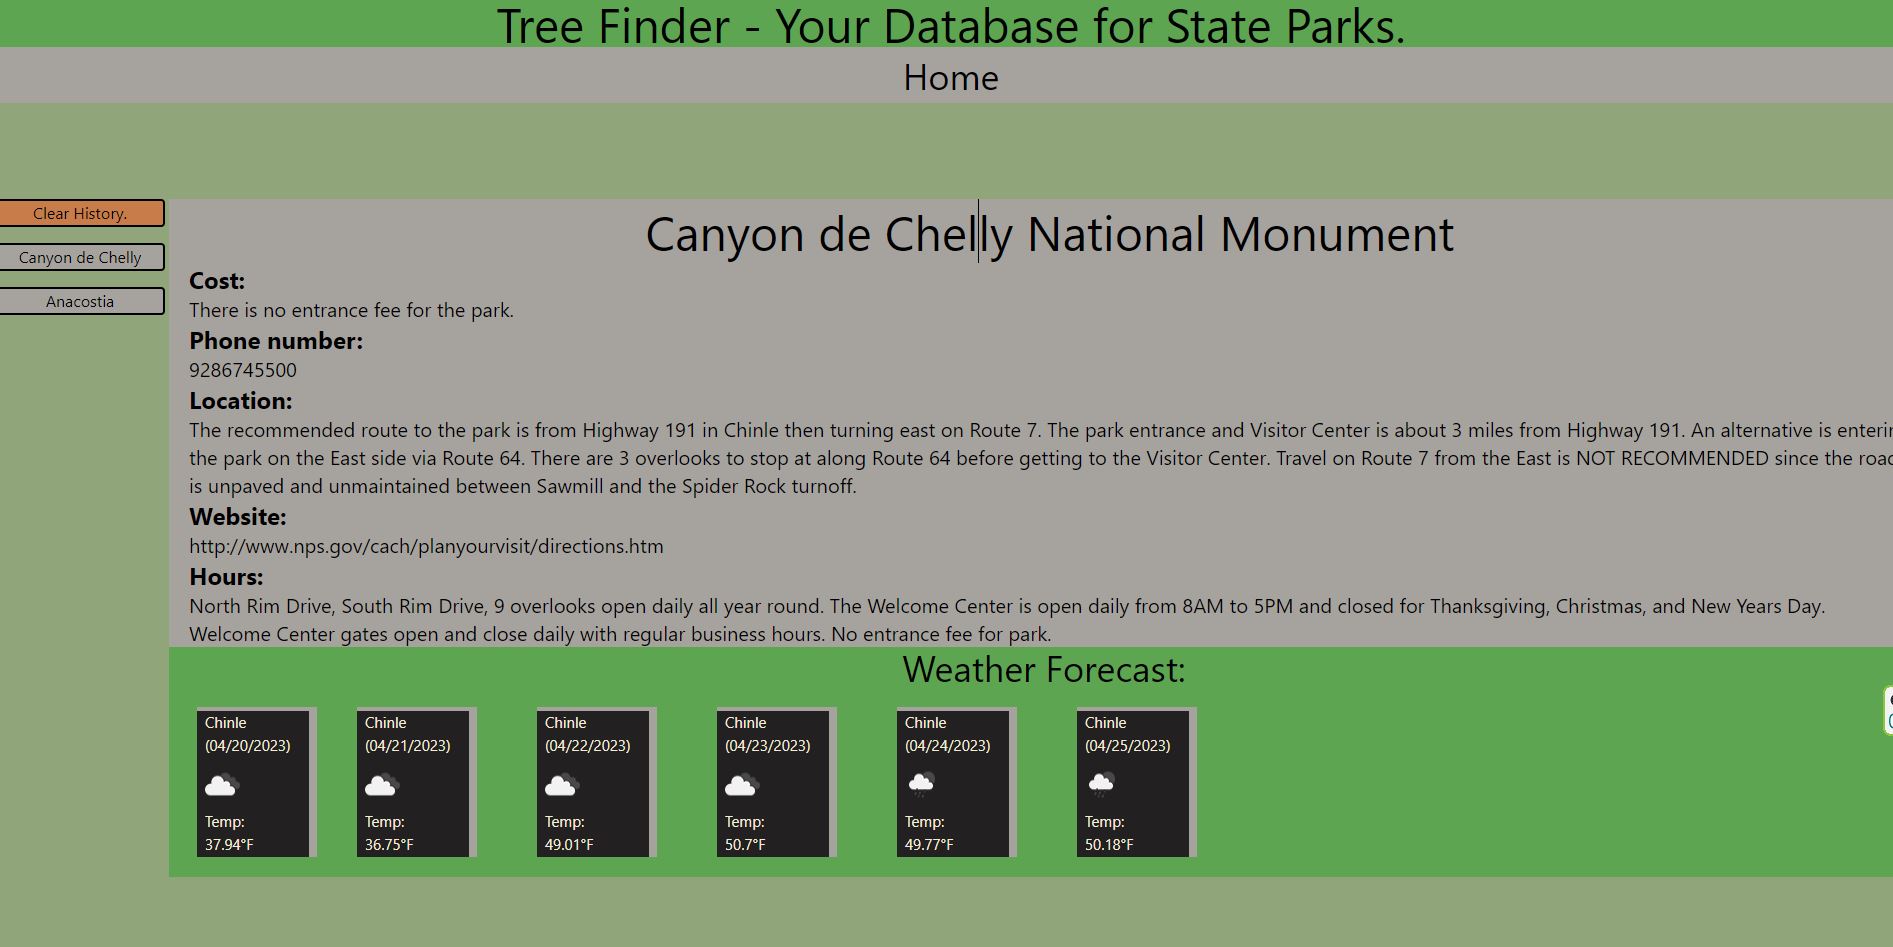 Tree Finder - Your Database for State Parks.
Home
Clear History.
Canyon de Chelly
Anacostia
Canyon de Chelly National Monument
Cost:
There is no entrance fee for the park.
Phone number:
9286745500
Location:
The recommended route to the park is from Highway 191 in Chinle then turning east on Route 7. The park entrance and Visitor Center is about 3 miles from Highway 191. An alternative is
the park on the East side via Route 64. There are 3 overlooks to stop at along Route 64 before getting to the Visitor Center. Travel on Route 7 from the East is NOT RECOMMENDED since the road
is unpaved and unmaintained between Sawmill and the Spider Rock turnoff.
Website:
http://www.nps.gov/cach/planyourvisit/directions.htm
Hours:
North Rim Drive, South Rim Drive, 9 overlooks open daily all year round. The Welcome Center is open daily from 8AM to 5PM and closed for Thanksgiving, Christmas, and New Years Day.
Welcome Center gates open and close daily with regular business hours. No entrance fee for park.
Weather Forecast:
Chinle
(04/20/2023)
Temp:
37.94°F
Chinle
(04/21/2023)
Temp:
36.75°F
Chinle
(04/22/2023)
Temp:
49.01°F
Chinle
(04/23/2023)
Temp:
50.7°F
Chinle
(04/24/2023)
Temp:
49.77°F
Chinle
(04/25/2023)
Temp:
50.18°F